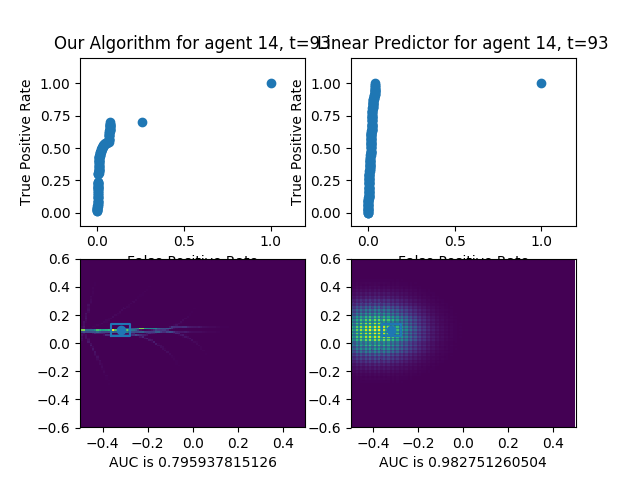 Our Algorithm for agent 14, t=93
Linear Predictor for agent 14, t=93
True Positive Rate
1.00
0.75
0.50
0.25
0.00
0.0 0.5 1.0
False Positive Rate
True Positive Rate
1.00
0.75
0.50
0.25
0.00
0.0 0.5 1.0
False Positive Rate
0.6
0.4
0.2
0.0
−0.2
−0.4
−0.6
−0.4 −0.2 0.0 0.2 0.4
AUC is 0.795937815126
0.6
0.4
0.2
0.0
−0.2
−0.4
−0.6
−0.4 −0.2 0.0 0.2 0.4
AUC is 0.982751260504